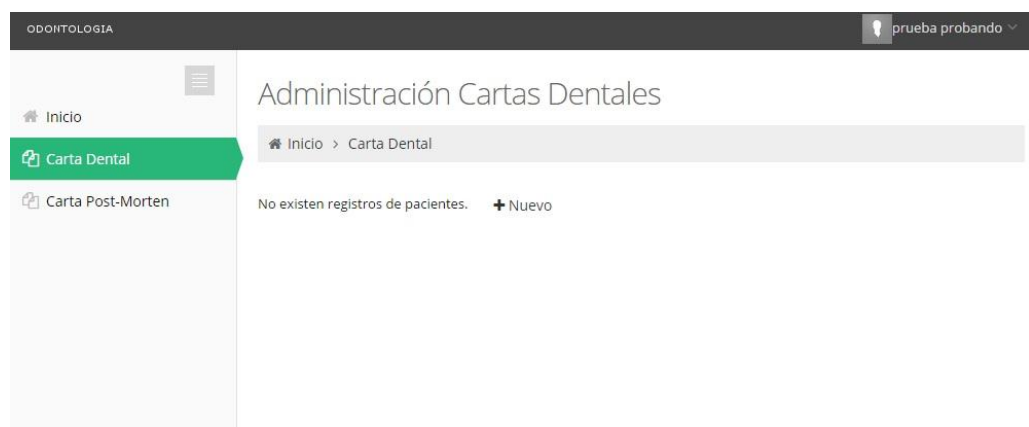 ODONTOLOGIA
prueba probando
Inicio
Carta Dental
Carta Post-Morten
Administración Cartas Dentales
Inicio > Carta Dental
No existen registros de pacientes. + Nuevo